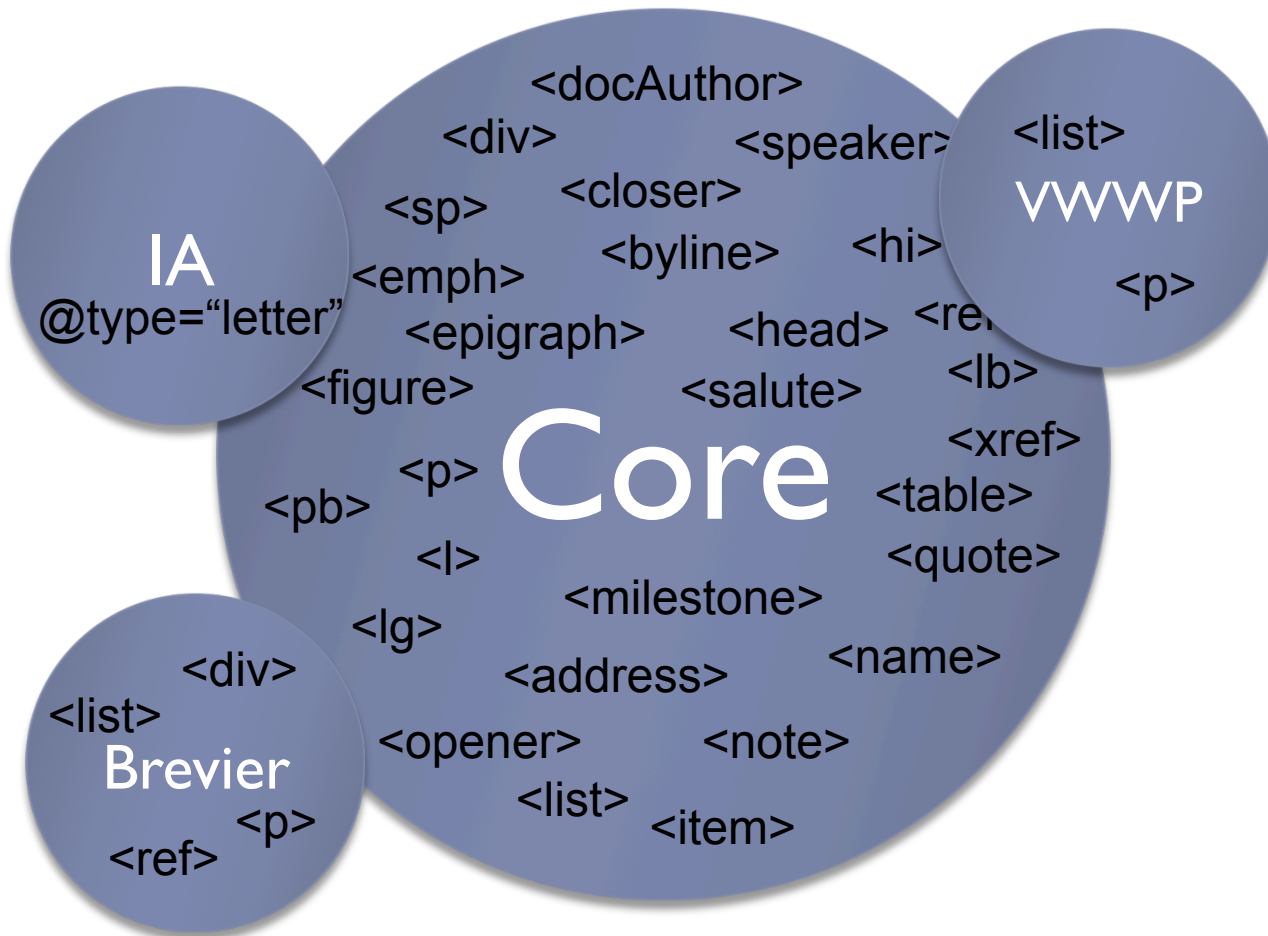 <docAuthor>
<div>
<speaker>
<sp>
<closer>
<byline>
<hi>
<emph>
<epigraph>
<head>
<figure>
<salute>
<lb>
<xref>
<p>
Core
<table>
<pb>
<l>
<quote>
<milestone>
<lg>
<address>
<name>
<opener>
<note>
<list>
<item>
IA
@type=“letter”
<list>
VWWP
<p>
<div>
<list>
Brevier
<p>
<ref>